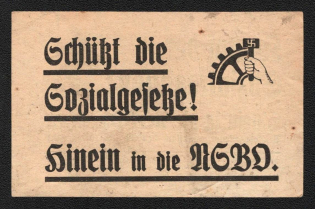 Schützt die
Sozialgesetze!
Hinein in die NSBO.